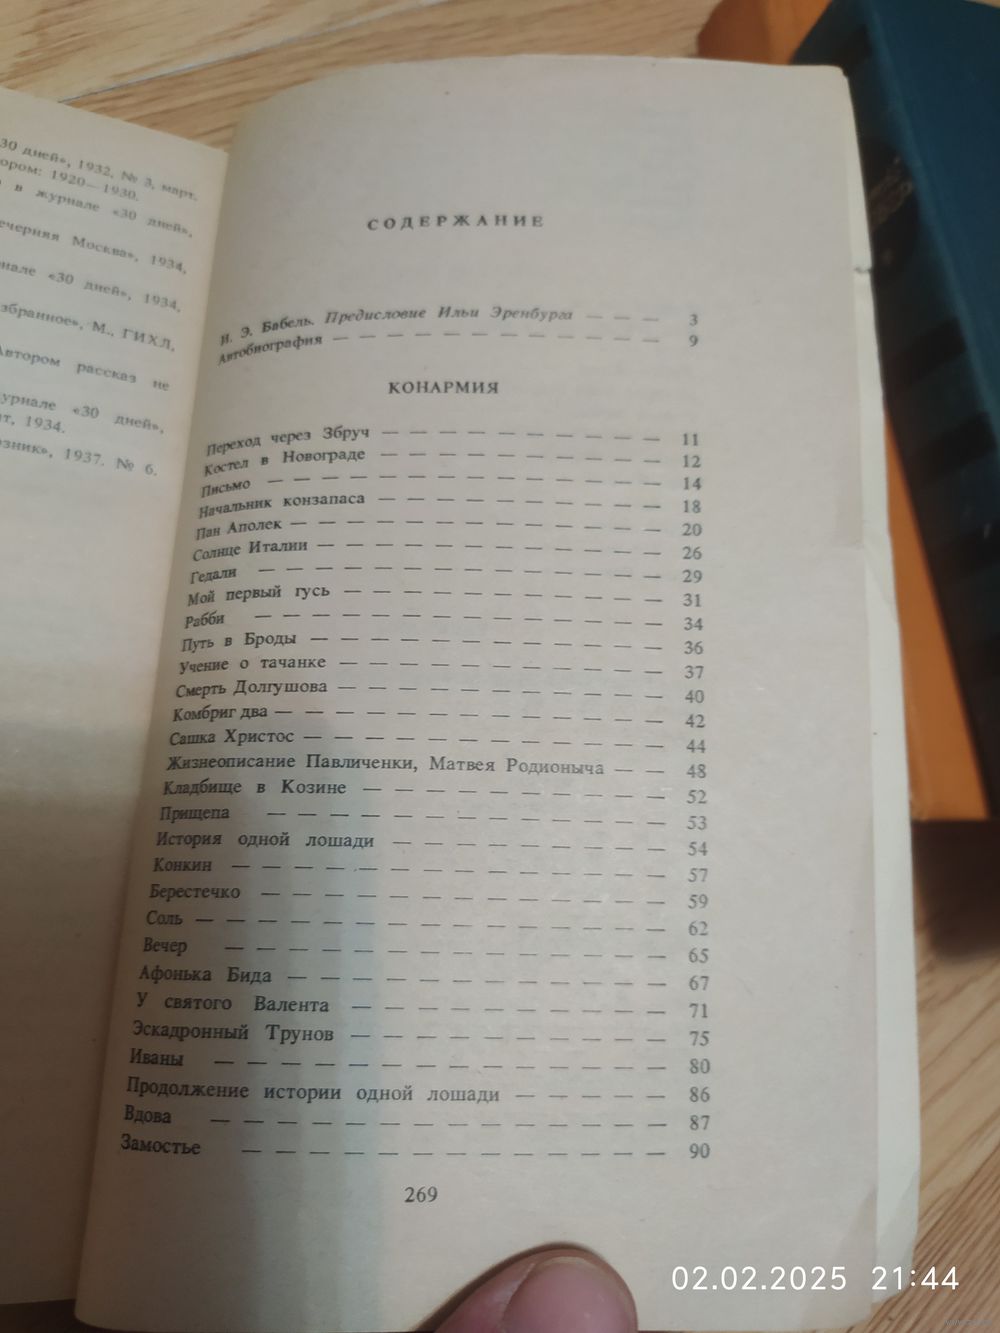 30 дней», 1932, № 3, март.
ором: 1920—1930.
в журнале «30 дней»,
ечерняя Москва», 1934,
нале «30 дней», 1934,
збранное», М., ГИХЛ,
Автором рассказ не
урнале «30 дней»,
т, 1934.
зник», 1937. № 6.
СОДЕРЖАНИЕ
И. Э. Бабель. Предисловие Ильи Эренбурга — — — 3
Автобиография — — — — — — — — — — — — — — — 9
КОНАРМИЯ
Переход через Збруч — — — — — — — — — — — — 11
Костел в Новограде — — — — — — — — — — — — 12
Письмо — — — — — — — — — — — — — — — — 14
Начальник конзапаса — — — — — — — — — — — — 18
Пан Аполек — — — — — — — — — — — — — — — 20
Солнце Италии — — — — — — — — — — — — — — 26
Гедали — — — — — — — — — — — — — — — — 29
Мой первый гусь — — — — — — — — — — — — — 31
Рабби — — — — — — — — — — — — — — — — 34
Путь в Броды — — — — — — — — — — — — — — 36
Учение о тачанке — — — — — — — — — — — — — 37
Смерть Долгушова — — — — — — — — — — — — — 40
Комбриг два — — — — — — — — — — — — — — — 42
Сашка Христос — — — — — — — — — — — — — — 44
Жизнеописание Павличенки, Матвея Родионыча — — 48
Кладбище в Козине — — — — — — — — — — — — 52
Прищепа — — — — — — — — — — — — — — — — 53
История одной лошади — — — — — — — — — — — 54
Конкин — — — — — — — — — — — — — — — — — 57
Берестечко — — — — — — — — — — — — — — — 59
Соль — — — — — — — — — — — — — — — — — — 62
Вечер — — — — — — — — — — — — — — — — — 65
Афонька Бида — — — — — — — — — — — — — — 67
У святого Валента — — — — — — — — — — — — 71
Эскадронный Трунов — — — — — — — — — — — — 75
Иваны — — — — — — — — — — — — — — — — — 80
Продолжение истории одной лошади — — — — — — 86
Вдова — — — — — — — — — — — — — — — — — 87
Замостье — — — — — — — — — — — — — — — — 90
269
02.02.2025 21:44